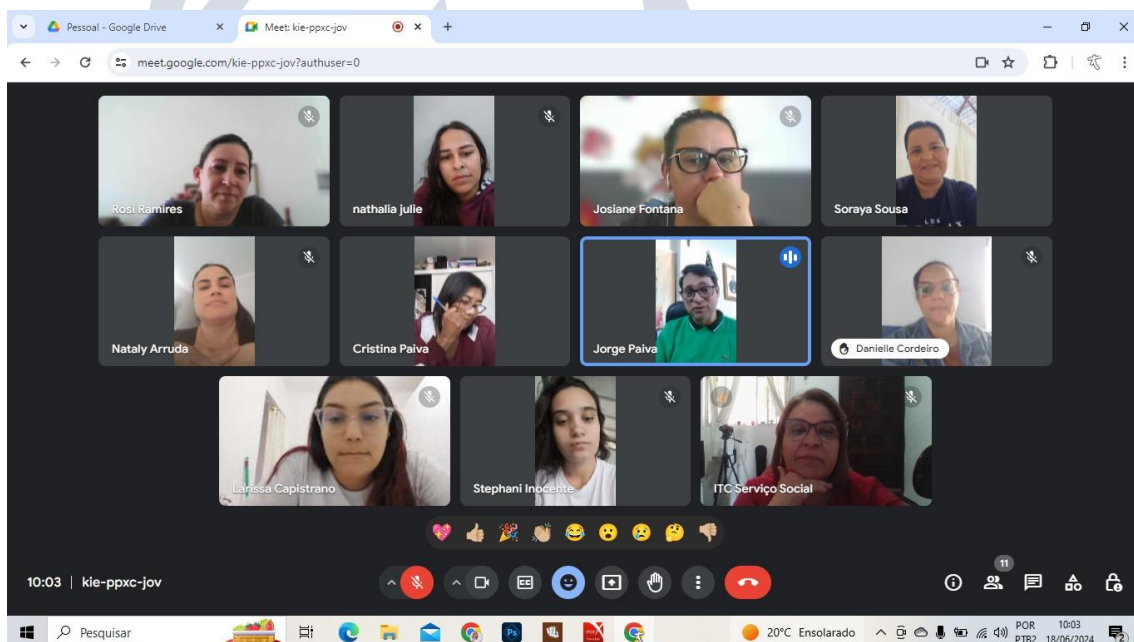 Pessoal - Google Drive
Meet: kie-ppxc-jov
meet.google.com/kie-ppxc-jov?authuser=0
Rosi Ramires
nathalia julie
Josiane Fontana
Soraya Sousa
Nataly Arruda
Cristina Paiva
Jorge Paiva
Danielle Cordeiro
Larissa Capistrano
Stephani Inocente
ITC Serviço Social
10:03 | kie-ppxc-jov
CC
11
Pesquisar
Ps
20°C Ensolarado
POR
PTB2
10:03
18/06/2024